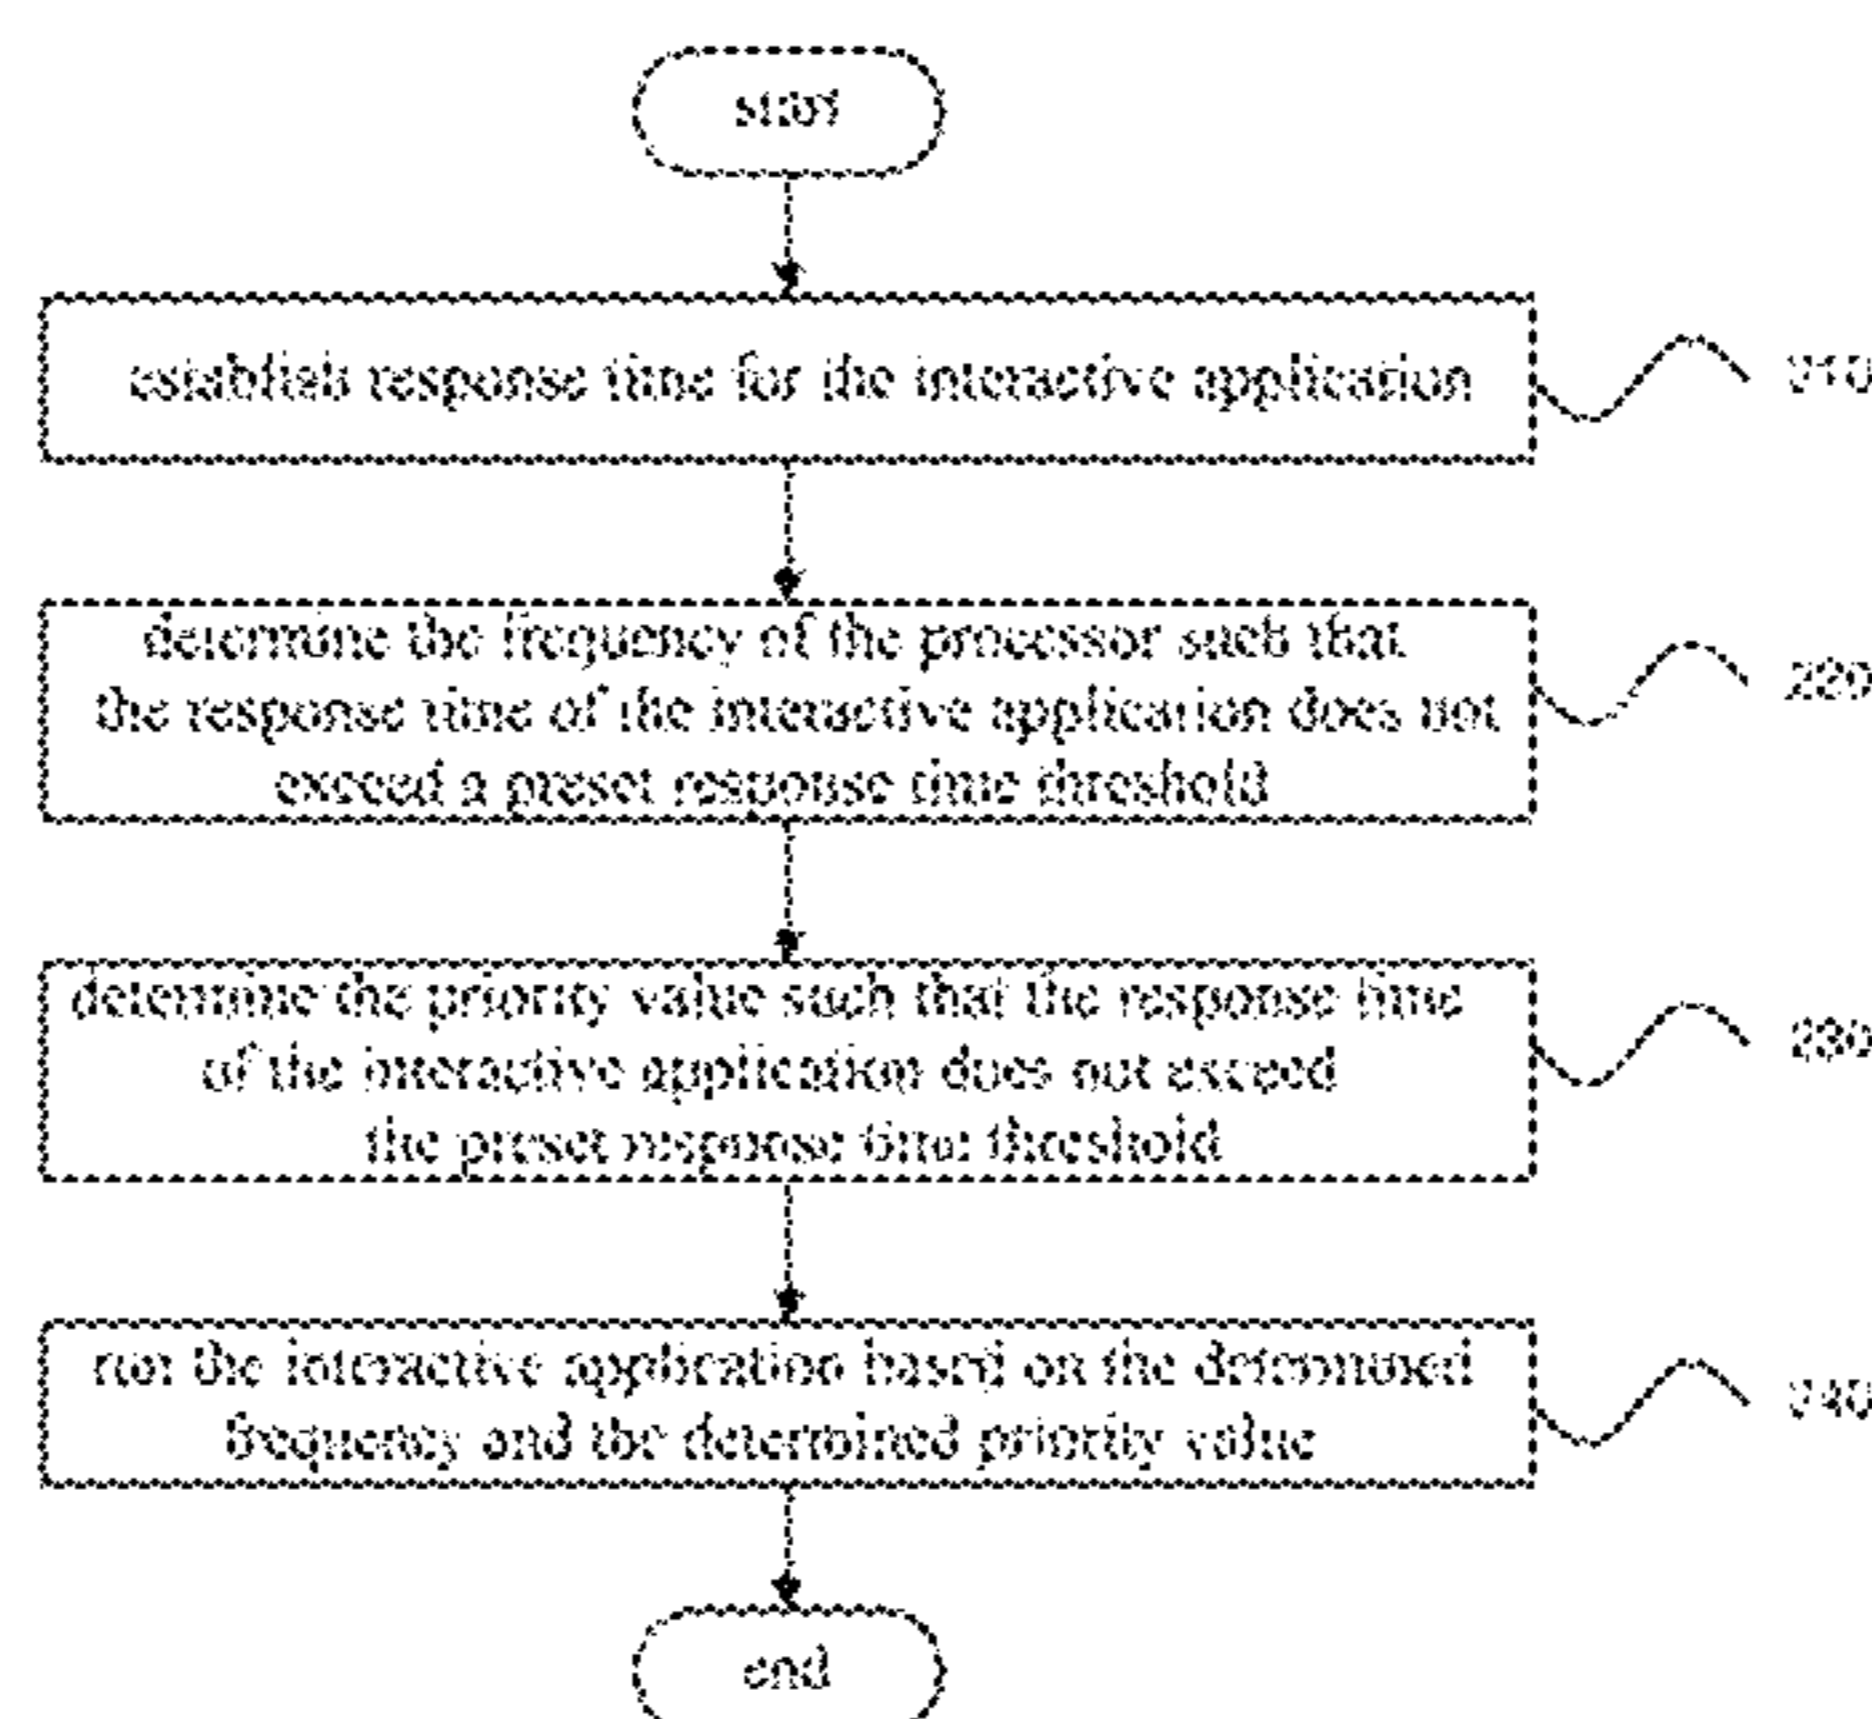 start
establish response time for the interactive application
210
determine the frequency of the processor such that
the response time of the interactive application does not
exceed a preset response time threshold
220
determine the priority value such that the response time
of the interactive application does not exceed
the preset response time threshold
230
run the interactive application based on the determined
frequency and the determined priority value
240
end